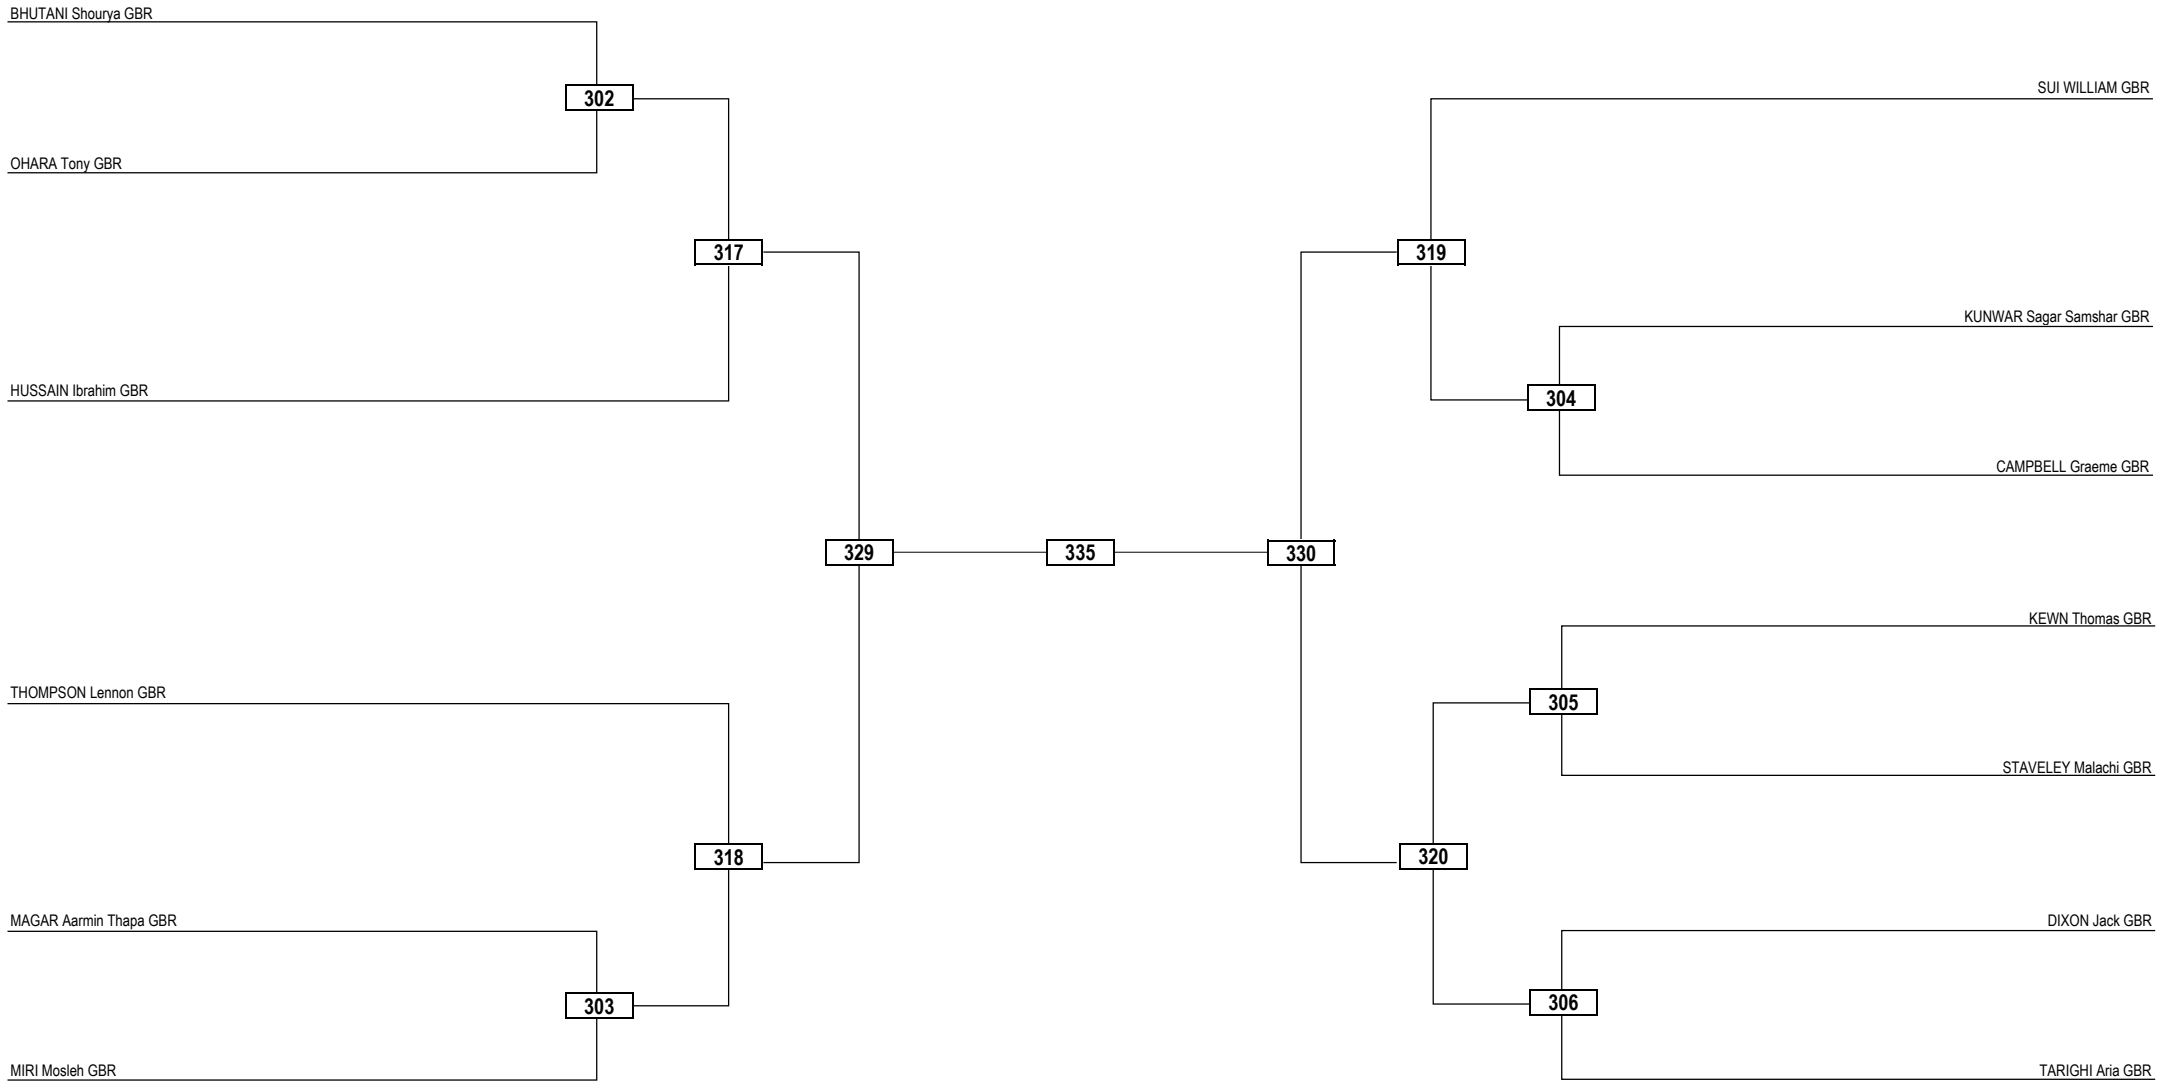 BHUTANI Shourya GBR
302
SUI WILLIAM GBR
OHARA Tony GBR
317
319
KUNWAR Sagar Samshar GBR
HUSSAIN Ibrahim GBR
304
CAMPBELL Graeme GBR
329
335
330
KEWN Thomas GBR
THOMPSON Lennon GBR
305
STAVELEY Malachi GBR
318
320
MAGAR Aarmin Thapa GBR
DIXON Jack GBR
303
306
MIRI Mosleh GBR
TARIGHI Aria GBR